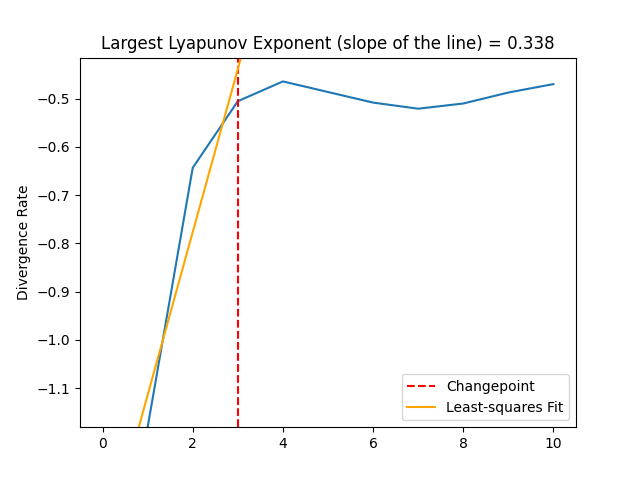 Largest Lyapunov Exponent (slope of the line) = 0.338
Divergence Rate
−0.5
−0.6
−0.7
−0.8
−0.9
−1.0
−1.1
0 2 4 6 8 10
Changepoint
Least-squares Fit